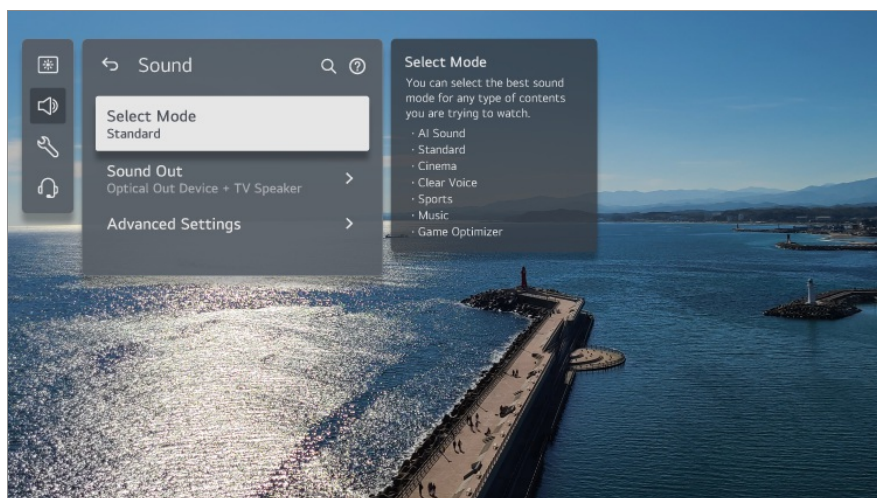 Sound
Select Mode
Standard
Sound Out
Optical Out Device + TV Speaker
Advanced Settings
Select Mode
You can select the best sound
mode for any type of contents
you are trying to watch.
· AI Sound
· Standard
· Cinema
· Clear Voice
· Sports
· Music
· Game Optimizer